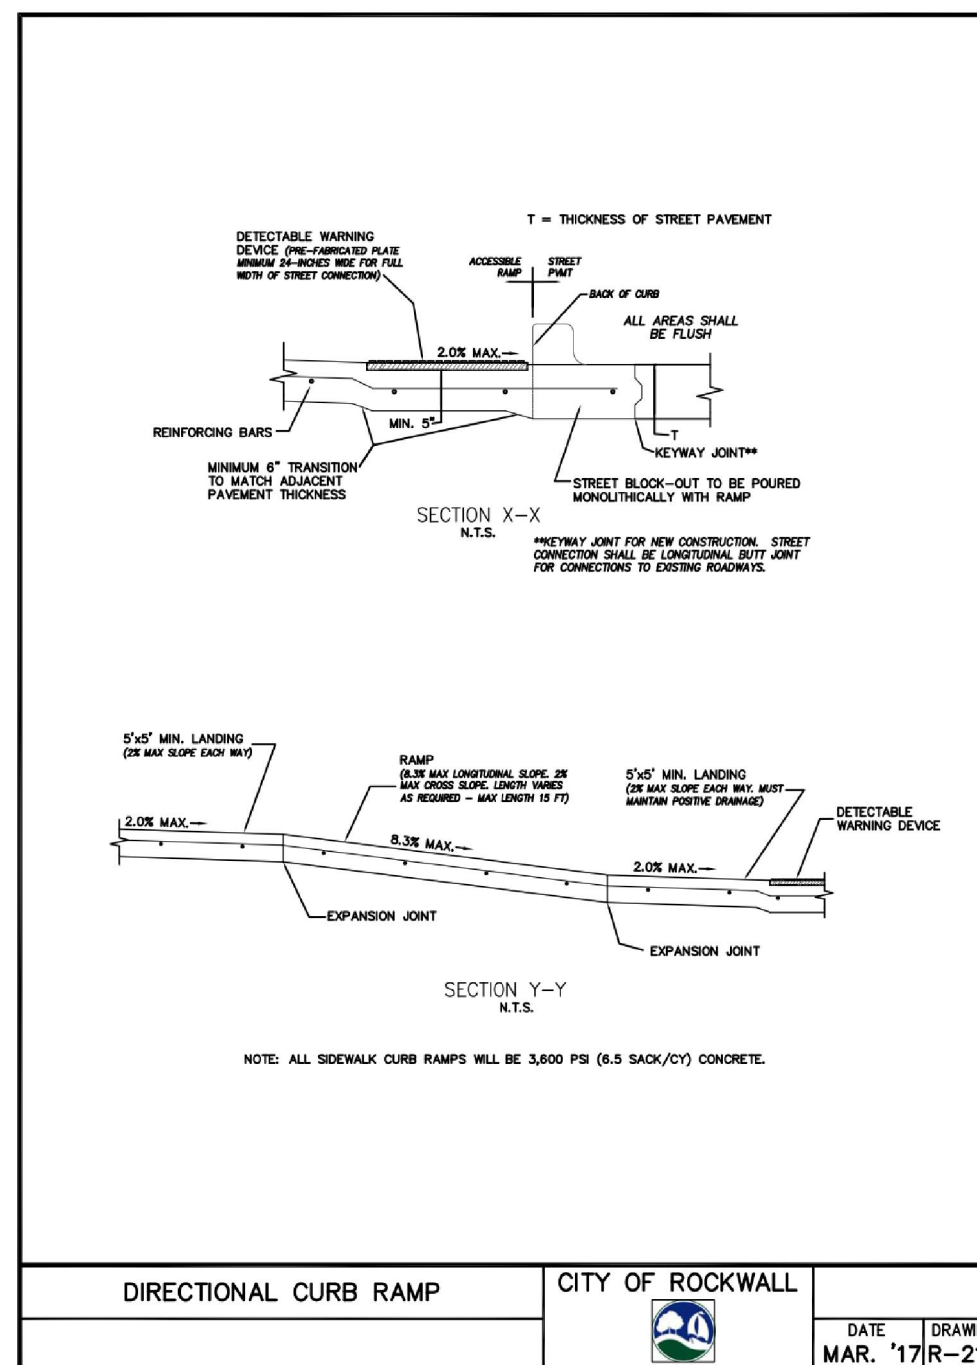 T = THICKNESS OF STREET PAVEMENT
DETECTABLE WARNING
DEVICE (PRE-FABRICATED PLATE
MINIMUM 24-INCHES WIDE FOR FULL
WIDTH OF STREET CONNECTION)
ACCESSIBLE
RAMP
STREET
PVMT
BACK OF CURB
ALL AREAS SHALL
BE FLUSH
2.0% MAX.
MIN. 5"
REINFORCING BARS
T
KEYWAY JOINT**
MINIMUM 6" TRANSITION
TO MATCH ADJACENT
PAVEMENT THICKNESS
STREET BLOCK-OUT TO BE POURED
MONOLITHICALLY WITH RAMP
SECTION X-X
N.T.S.
**KEYWAY JOINT FOR NEW CONSTRUCTION. STREET
CONNECTION SHALL BE LONGITUDINAL BUTT JOINT
FOR CONNECTIONS TO EXISTING ROADWAYS.
5'x5' MIN. LANDING
(2% MAX SLOPE EACH WAY)
RAMP
(8.3% MAX LONGITUDINAL SLOPE. 2%
MAX CROSS SLOPE. LENGTH VARIES
AS REQUIRED - MAX LENGTH 15 FT)
5'x5' MIN. LANDING
(2% MAX SLOPE EACH WAY. MUST
MAINTAIN POSITIVE DRAINAGE)
DETECTABLE
WARNING DEVICE
2.0% MAX.
8.3% MAX.
2.0% MAX.
EXPANSION JOINT
EXPANSION JOINT
SECTION Y-Y
N.T.S.
NOTE: ALL SIDEWALK CURB RAMPS WILL BE 3,600 PSI (6.5 SACK/CY) CONCRETE.
DIRECTIONAL CURB RAMP
CITY OF ROCKWALL
DATE
MAR. '17